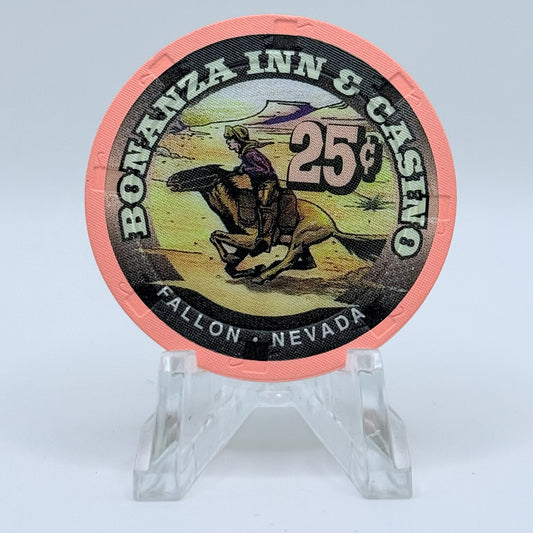 BONANZA INN & CASINO
25¢
FALLON · NEVADA